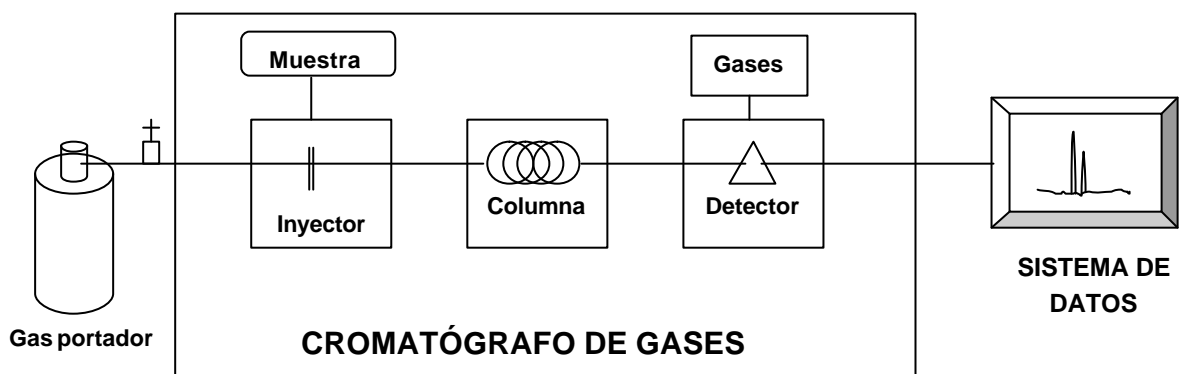 Muestra
Gases
Inyector
Columna
Detector
Gas portador
CROMATÓGRAFO DE GASES
SISTEMA DE
DATOS